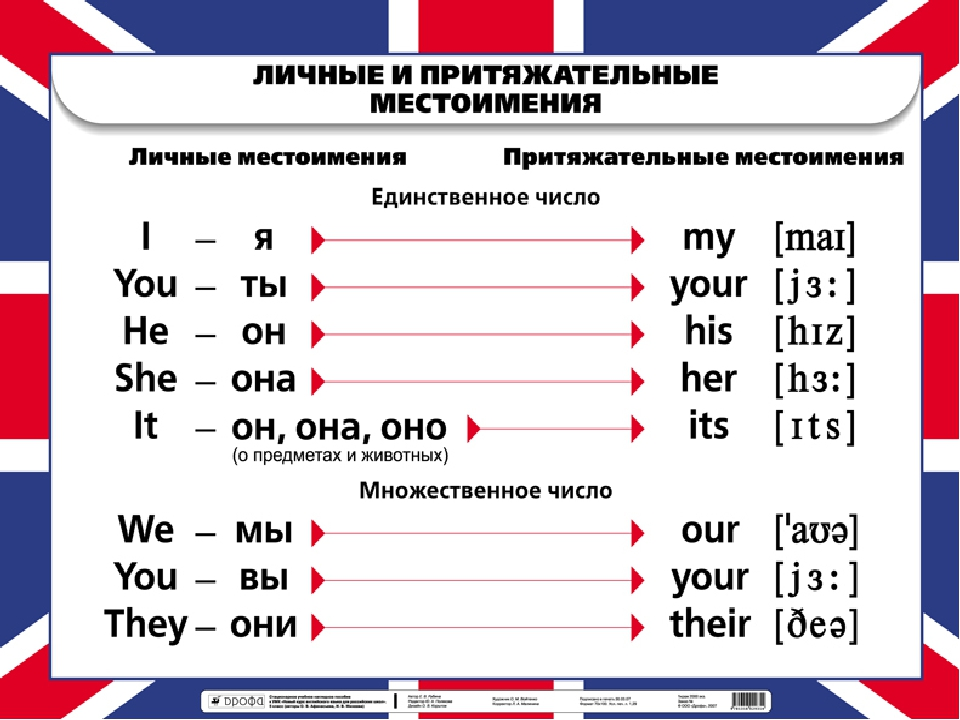 ЛИЧНЫЕ И ПРИТЯЖАТЕЛЬНЫЕ
МЕСТОИМЕНИЯ
Личные местоимения Притяжательные местоимения
Единственное число
I – я my [maɪ]
You – ты your [jɜ:]
He – он his [hɪz]
She – она her [hɜ:]
It – он, она, оно its [ɪts]
(о предметах и животных)
Множественное число
We – мы our [ˈaʊə]
You – вы your [jɜ:]
They – они their [ðeə]
дрофа